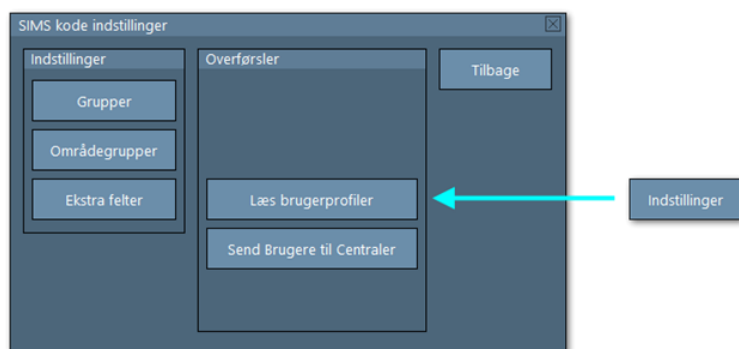 SIMS kode indstillinger
Indstillinger
Grupper
Områdegrupper
Ekstra felter
Overførsler
Læs brugerprofiler
Send Brugere til Centraler
Tilbage
Indstillinger